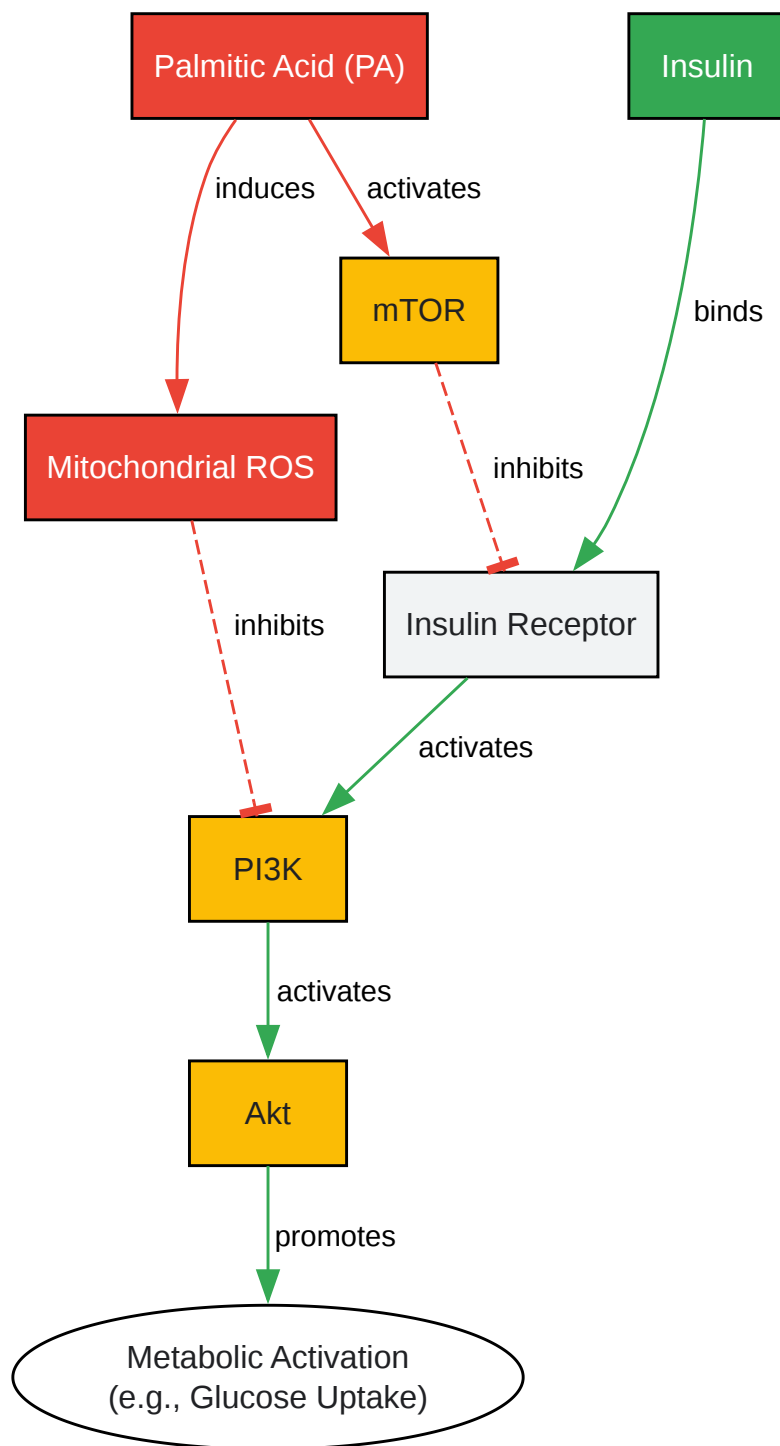 Palmitic Acid (PA)
Insulin
induces
activates
mTOR
binds
Mitochondrial ROS
inhibits
Insulin Receptor
inhibits
activates
PI3K
activates
Akt
promotes
Metabolic Activation
(e.g., Glucose Uptake)